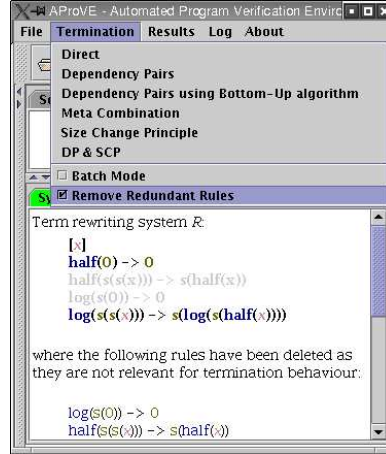 AProVE - Automated Program Verification Enviro
File Termination Results Log About
Direct
Dependency Pairs
Dependency Pairs using Bottom-Up algorithm
Meta Combination
Size Change Principle
DP & SCP
Batch Mode
Remove Redundant Rules
Term rewriting system R:
[x]
half(0) -> 0
half(s(s(x))) -> s(half(x))
log(s(0)) -> 0
log(s(s(x))) -> s(log(s(half(x))))
where the following rules have been deleted as
they are not relevant for termination behaviour:
log(s(0)) -> 0
half(s(s(x))) -> s(half(x))